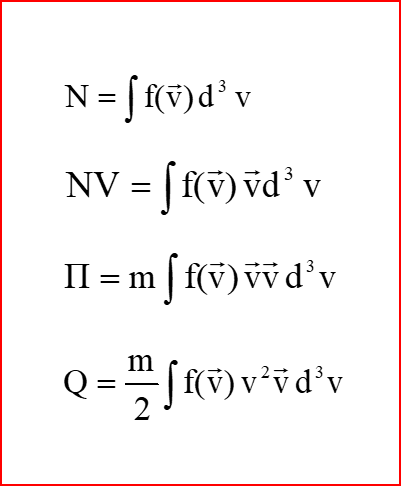 N = ∫ f(v⃗) d³ v
NV = ∫ f(v⃗) v⃗d³ v
Π = m ∫ f(v⃗) v⃗v⃗ d³v
Q = m/2 ∫ f(v⃗) v²v⃗ d³v